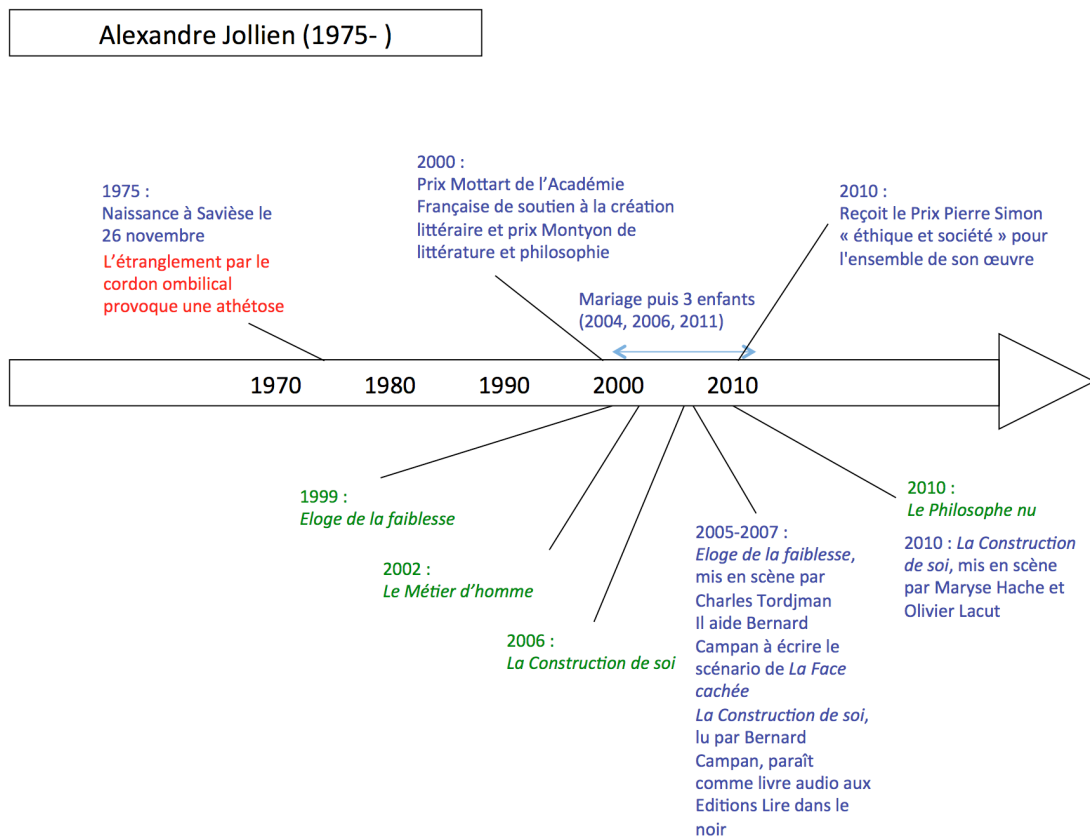 Alexandre Jollien (1975- )
1975 :
Naissance à Savièse le
26 novembre
L'étranglement par le
cordon ombilical
provoque une athétose
2000 :
Prix Mottart de l'Académie
Française de soutien à la création
littéraire et prix Montyon de
littérature et philosophie
Mariage puis 3 enfants
(2004, 2006, 2011)
2010 :
Reçoit le Prix Pierre Simon
« éthique et société » pour
l'ensemble de son œuvre
1970 1980 1990 2000 2010
1999 :
Eloge de la faiblesse
2002 :
Le Métier d'homme
2006 :
La Construction de soi
2005-2007 :
Eloge de la faiblesse,
mis en scène par
Charles Tordjman
Il aide Bernard
Campan à écrire le
scénario de La Face
cachée
La Construction de soi,
lu par Bernard
Campan, paraît
comme livre audio aux
Editions Lire dans le
noir
2010 :
Le Philosophe nu
2010 : La Construction
de soi, mis en scène
par Maryse Hache et
Olivier Lacut